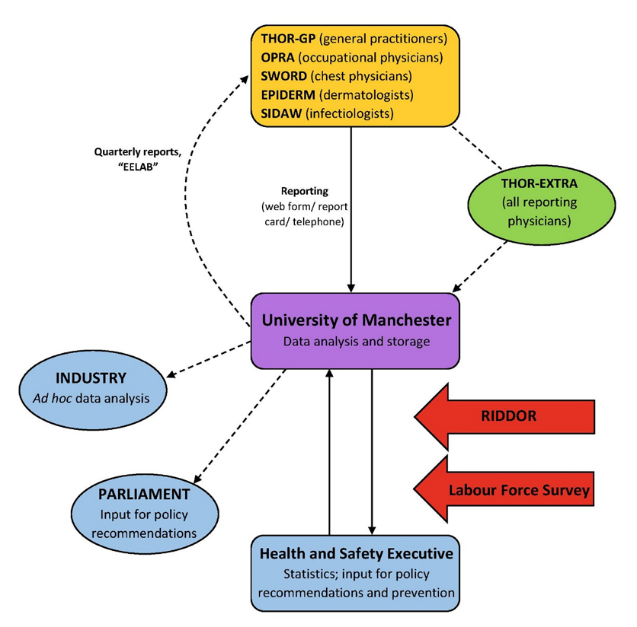 THOR-GP (general practitioners)
OPRA (occupational physicians)
SWORD (chest physicians)
EPIDERM (dermatologists)
SIDAW (infectiologists)
Quarterly reports,
“EELAB”
Reporting
(web form/ report
card/ telephone)
THOR-EXTRA
(all reporting
physicians)
University of Manchester
Data analysis and storage
INDUSTRY
Ad hoc data analysis
RIDDOR
PARLIAMENT
Input for policy
recommendations
Labour Force Survey
Health and Safety Executive
Statistics; input for policy
recommendations and prevention